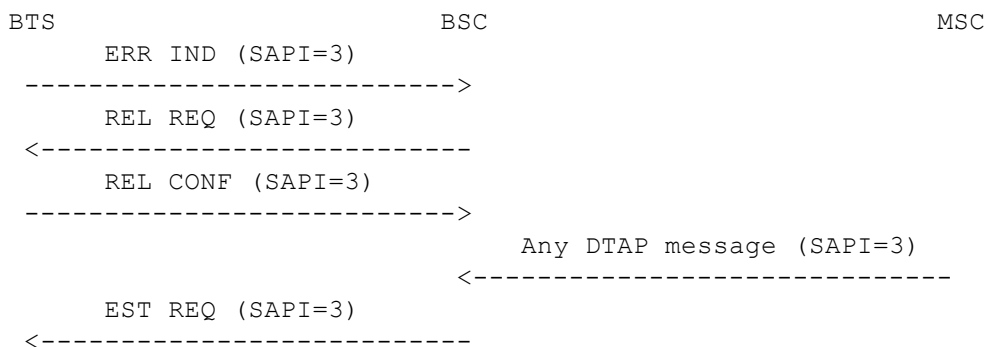 BTS                        BSC                            MSC
      ERR IND (SAPI=3)
 --------------------------->
      REL REQ (SAPI=3)
 <---------------------------
      REL CONF (SAPI=3)
 --------------------------->
                                Any DTAP message (SAPI=3)
                            <------------------------------
      EST REQ (SAPI=3)
 <---------------------------